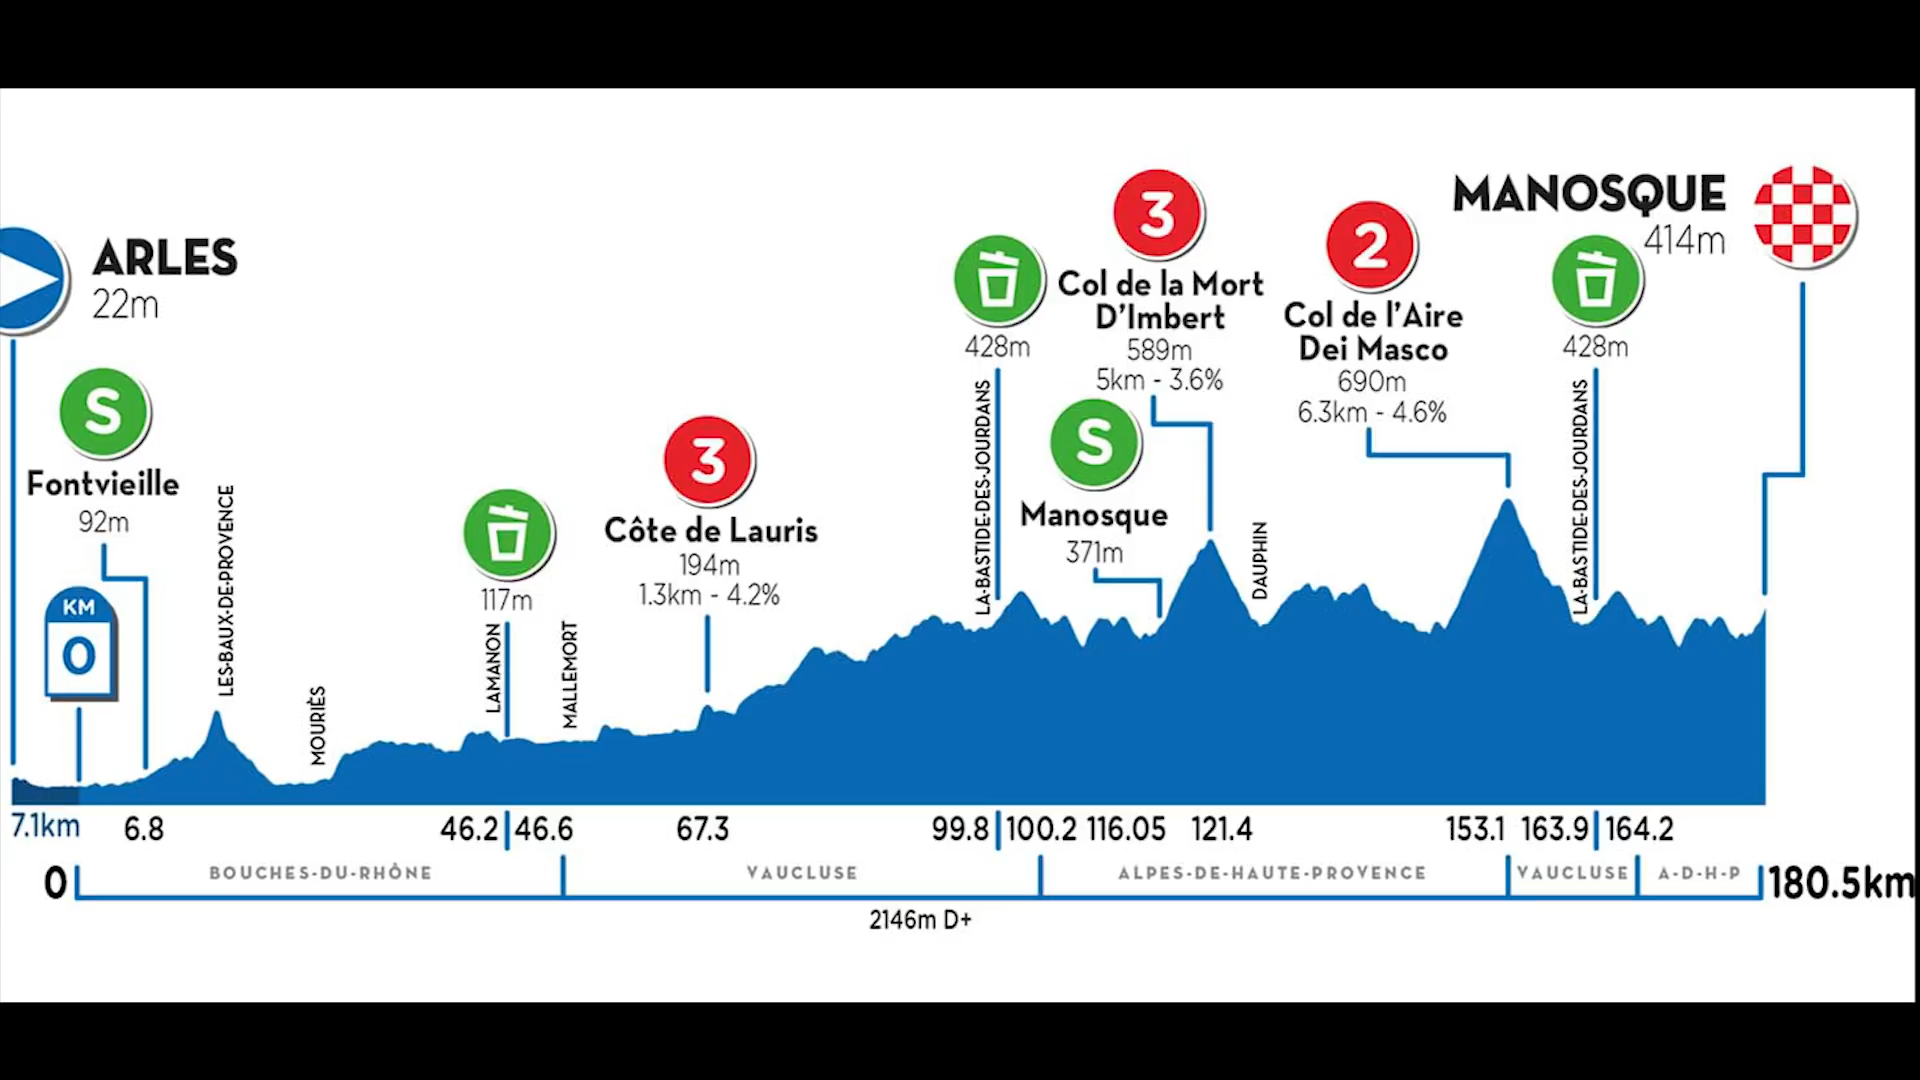 ARLES
22m
S
Fontvieille
92m
KM
0
LES-BAUX-DE-PROVENCE
MOURIÈS
117m
LAMANON
MALLEMORT
3
Côte de Lauris
194m
1.3km - 4.2%
428m
LA-BASTIDE-DES-JOURDANS
S
Manosque
371m
3
Col de la Mort
D'Imbert
589m
5km - 3.6%
DAUPHIN
2
Col de l'Aire
Dei Masco
690m
6.3km - 4.6%
428m
LA-BASTIDE-DES-JOURDANS
MANOSQUE
414m
7.1km 6.8 46.2 46.6 67.3 99.8 100.2 116.05 121.4 153.1 163.9 164.2
0 BOUCHES-DU-RHÔNE VAUCLUSE ALPES-DE-HAUTE-PROVENCE VAUCLUSE A-D-H-P 180.5km
2146m D+